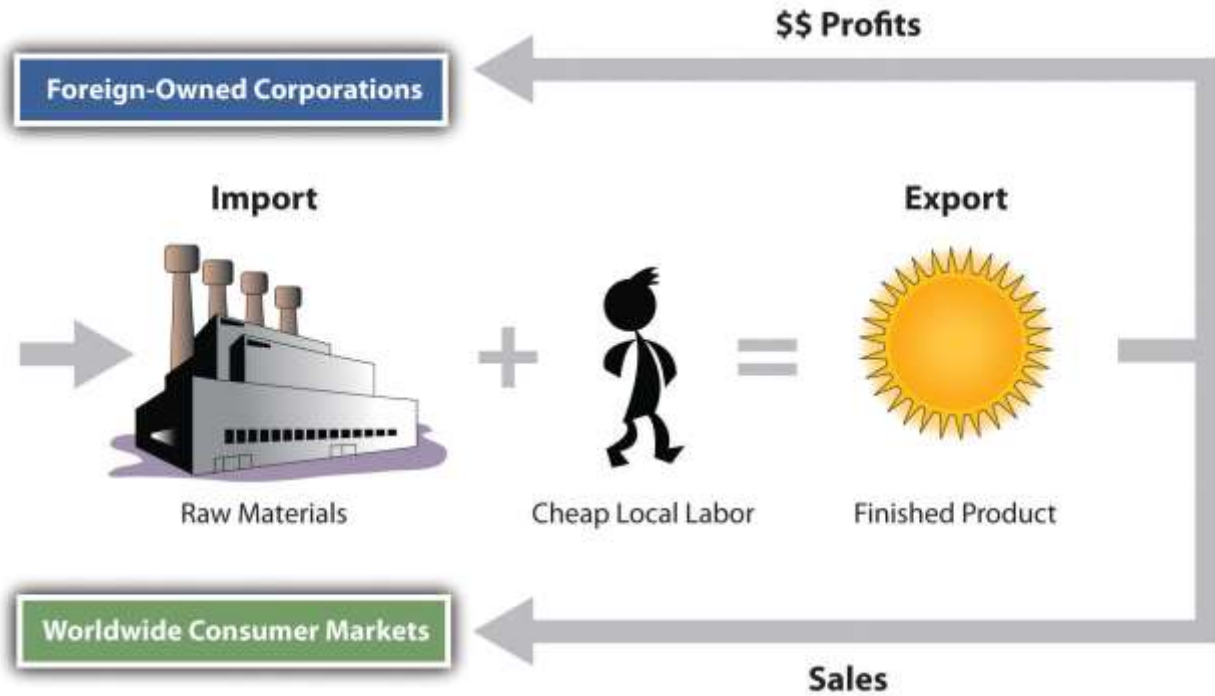 $$ Profits
Foreign-Owned Corporations
Import
Export
Raw Materials
Cheap Local Labor
Finished Product
Worldwide Consumer Markets
Sales